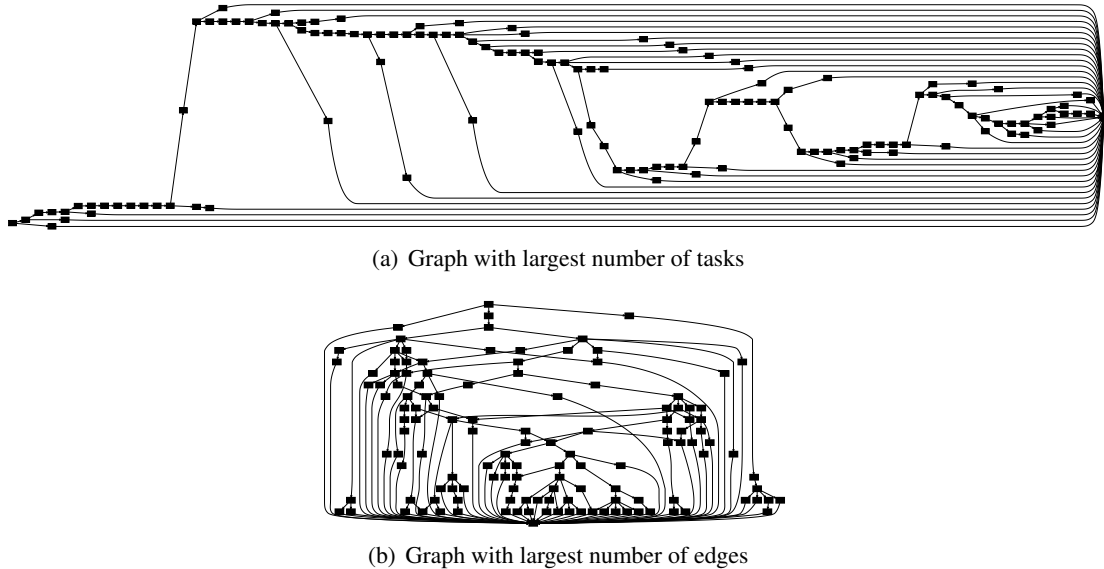 (a) Graph with largest number of tasks
(b) Graph with largest number of edges